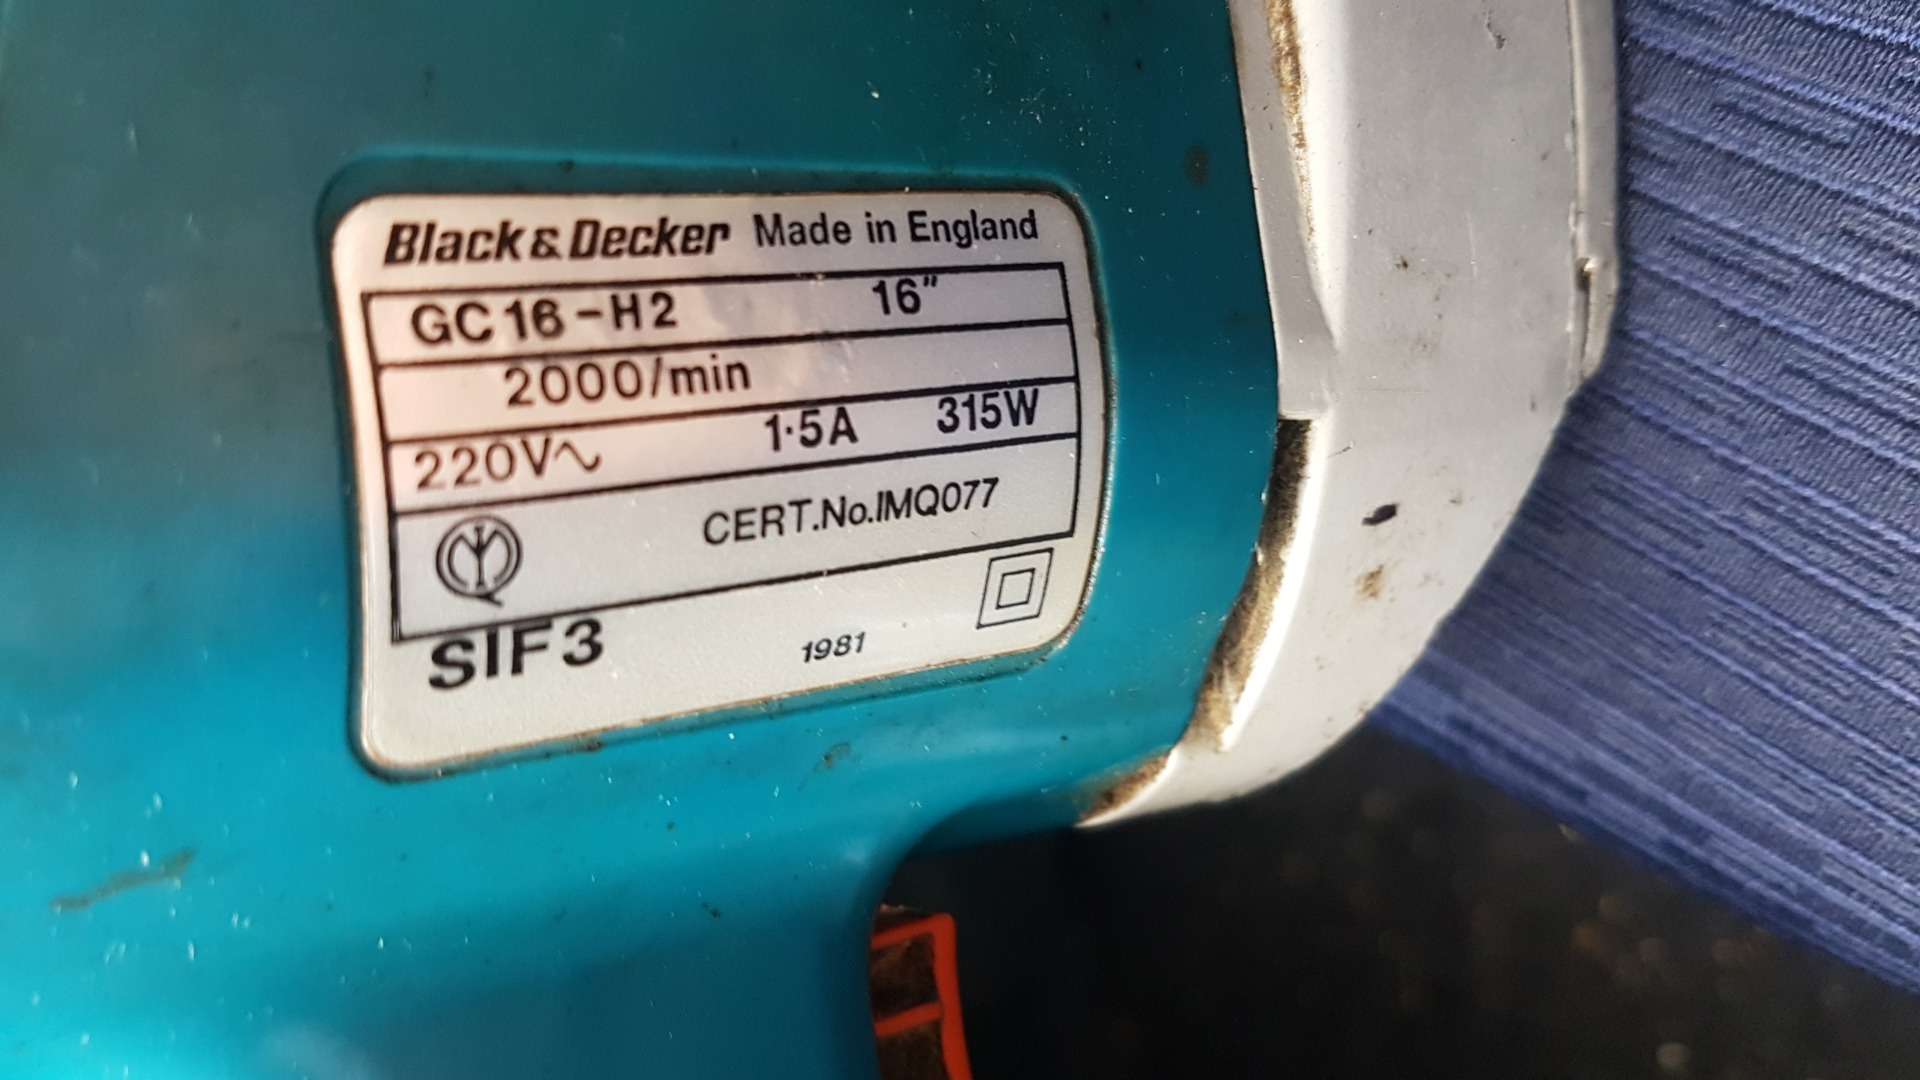 Black & Decker Made in England
GC16-H2 16"
2000/min
220V~ 1·5A 315W
CERT.No.IMQ077
SIF3 1981